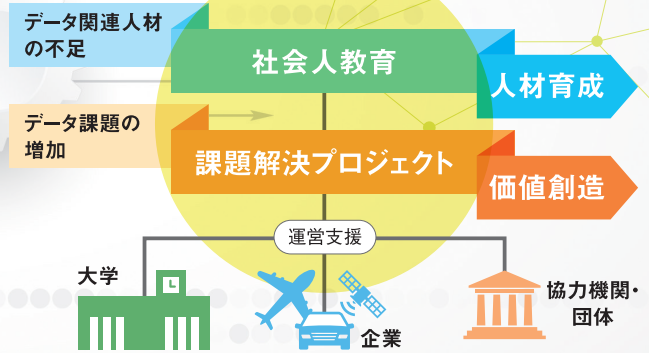 データ関連人材
の不足
社会人教育
人材育成
データ課題の
増加
課題解決プロジェクト
価値創造
運営支援
大学
企業
協力機関・
団体